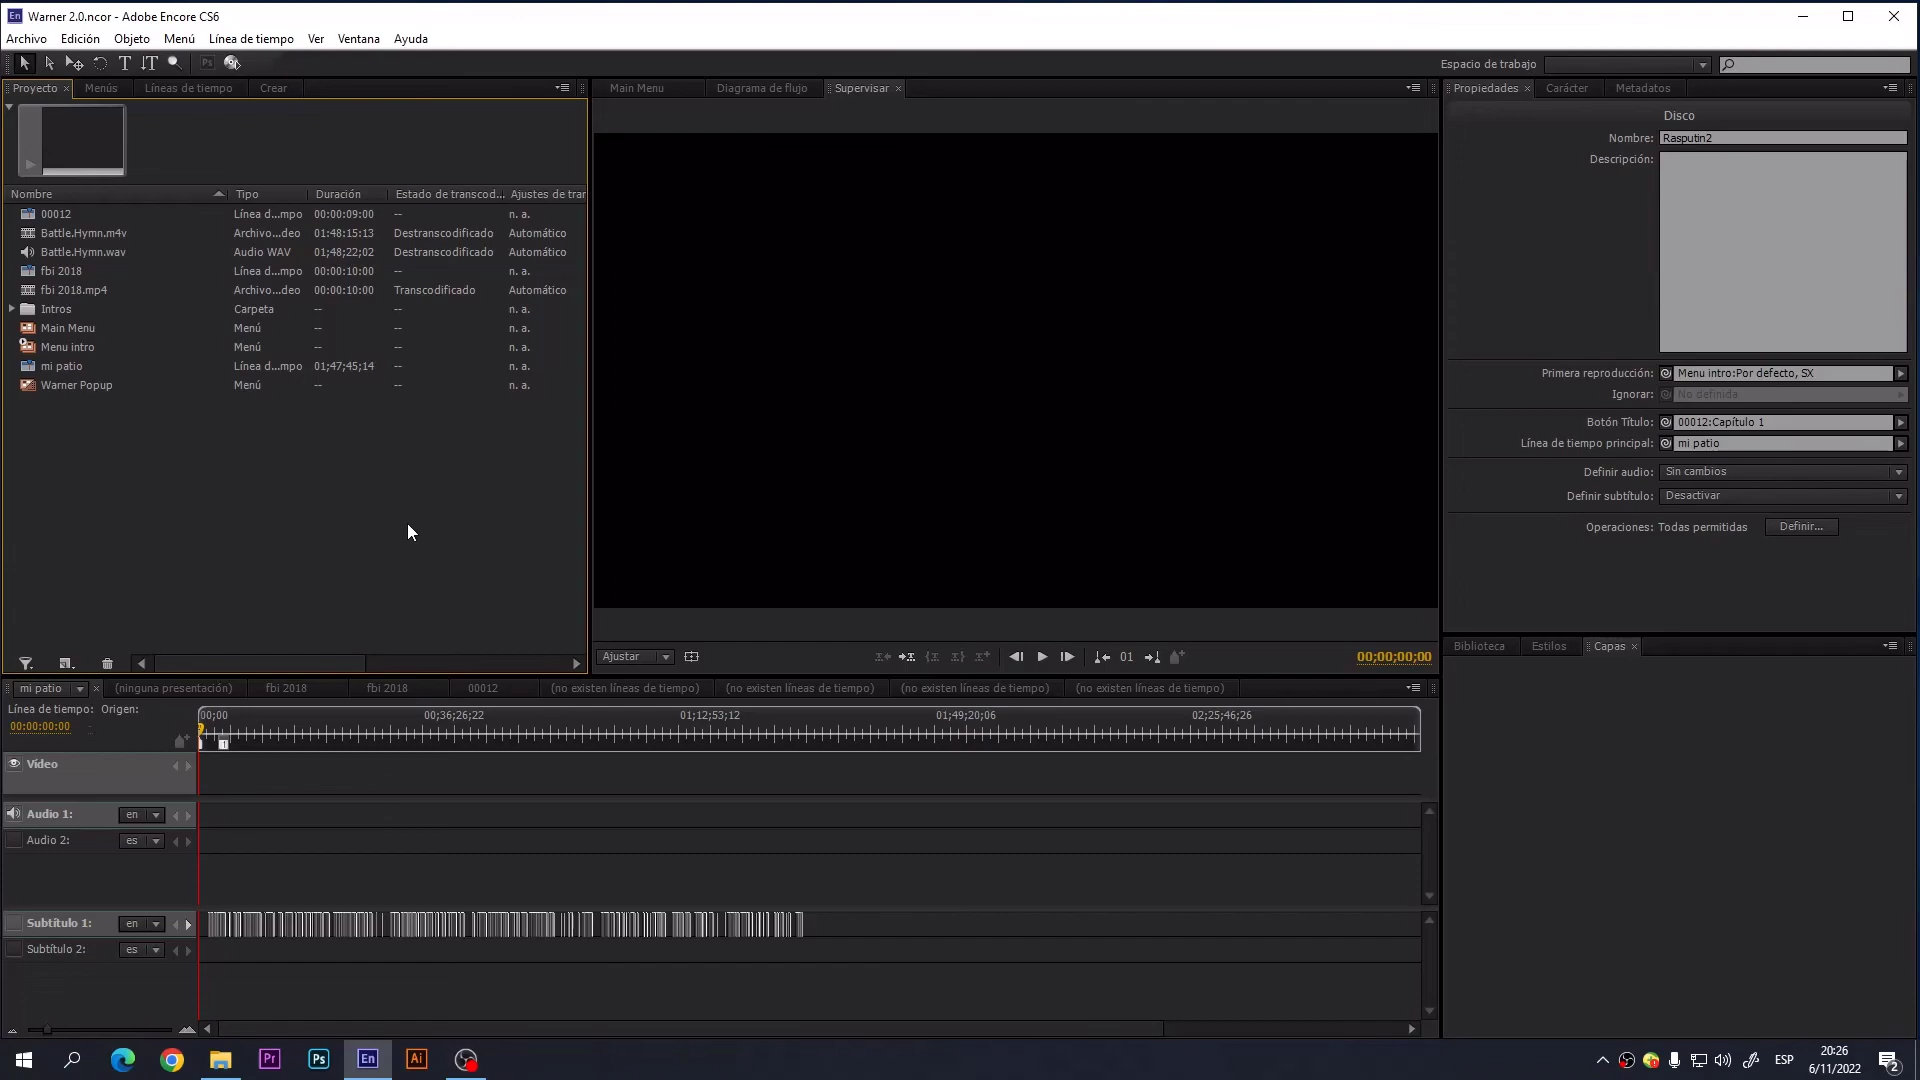 En Warner 2.0.ncor - Adobe Encore CS6
Archivo Edición Objeto Menú Línea de tiempo Ver Ventana Ayuda
Ps Espacio de trabajo
Proyecto × Menús Líneas de tiempo Crear
Main Menu Diagrama de flujo Supervisar ×
Propiedades × Carácter Metadatos
Disco
Nombre: Rasputin2
Descripción:
Primera reproducción: Menu intro:Por defecto, SX
Ignorar: No definida
Botón Título: 00012:Capítulo 1
Línea de tiempo principal: mi patio
Definir audio: Sin cambios
Definir subtítulo: Desactivar
Operaciones: Todas permitidas Definir...
Nombre Tipo Duración Estado de transcod... Ajustes de trar
00012 Línea d...mpo 00:00:09:00 -- n. a.
Battle.Hymn.m4v Archivo...deo 01:48:15:13 Destranscodificado Automático
Battle.Hymn.wav Audio WAV 01;48;22;02 Destranscodificado Automático
fbi 2018 Línea d...mpo 00:00:10:00 -- n. a.
fbi 2018.mp4 Archivo...deo 00:00:10:00 Transcodificado Automático
Intros Carpeta -- -- n. a.
Main Menu Menú -- -- n. a.
Menu intro Menú -- -- n. a.
mi patio Línea d...mpo 01;47;45;14 -- n. a.
Warner Popup Menú -- -- n. a.
Ajustar 01 00;00;00;00
Biblioteca Estilos Capas ×
mi patio × (ninguna presentación) fbi 2018 fbi 2018 00012 (no existen líneas de tiempo) (no existen líneas de tiempo) (no existen líneas de tiempo) (no existen líneas de tiempo)
Línea de tiempo: Origen:
00:00:00:00 --
00;00 00;36;26;22 01;12;53;12 01;49;20;06 02;25;46;26
1
Vídeo
Audio 1: en
Audio 2: es
Subtítulo 1: en
Subtítulo 2: es
Pr Ps En Ai
ESP
20:26
6/11/2022
2